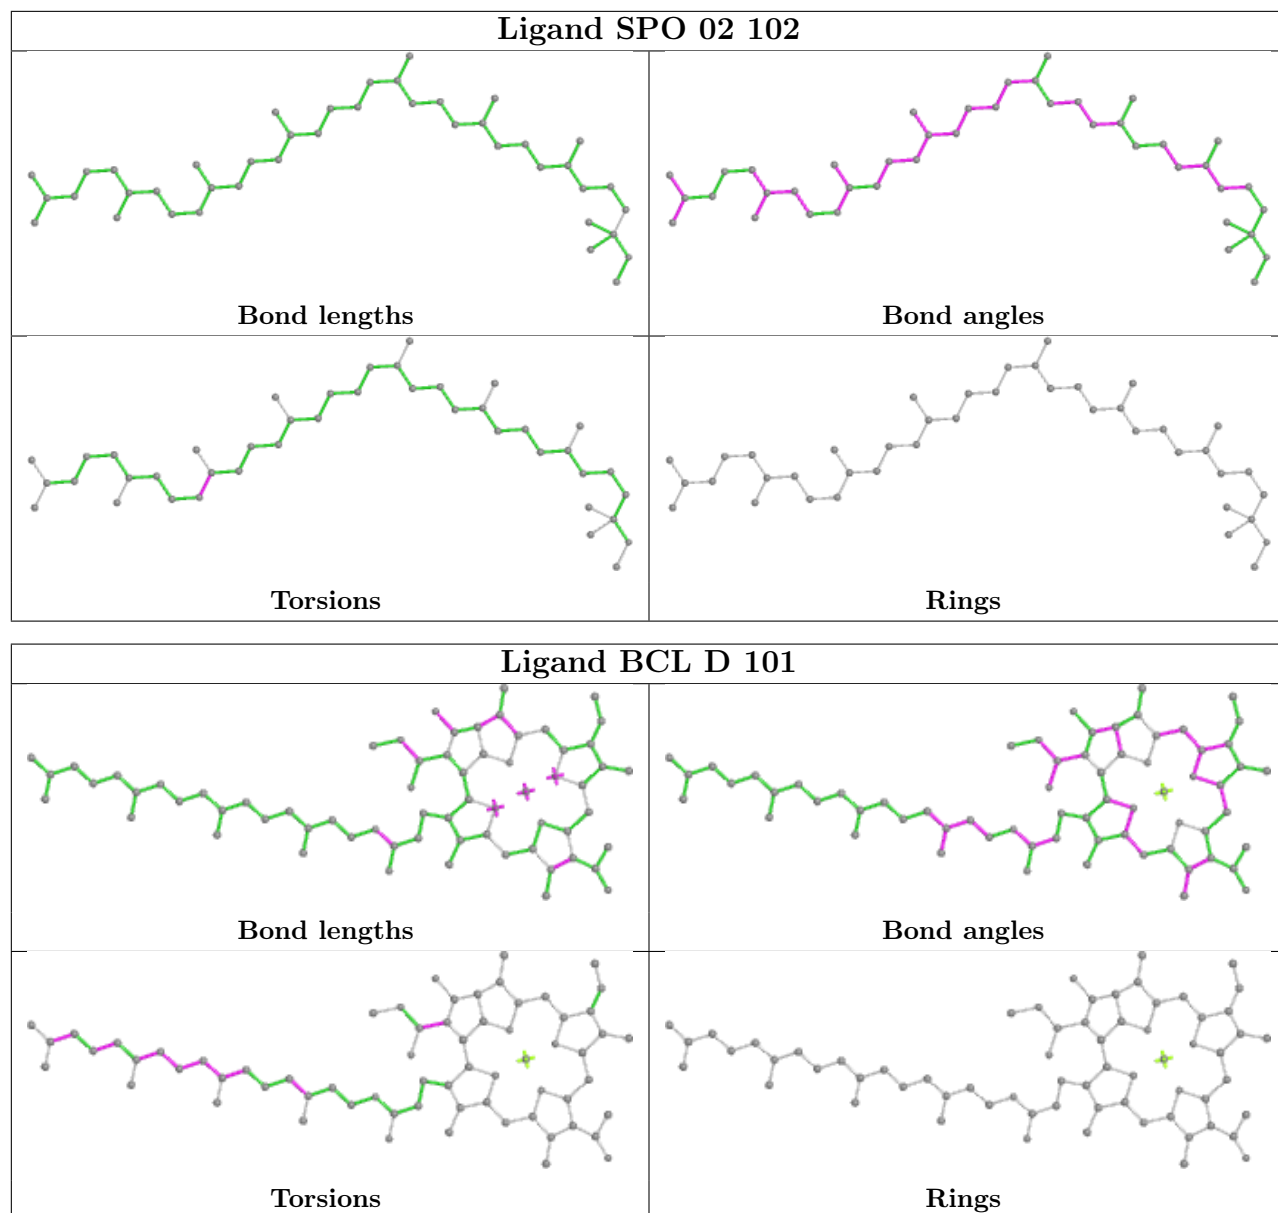 Ligand SPO 02 102
Bond lengths
Bond angles
Torsions
Rings
Ligand BCL D 101
Bond lengths
Bond angles
Torsions
Rings